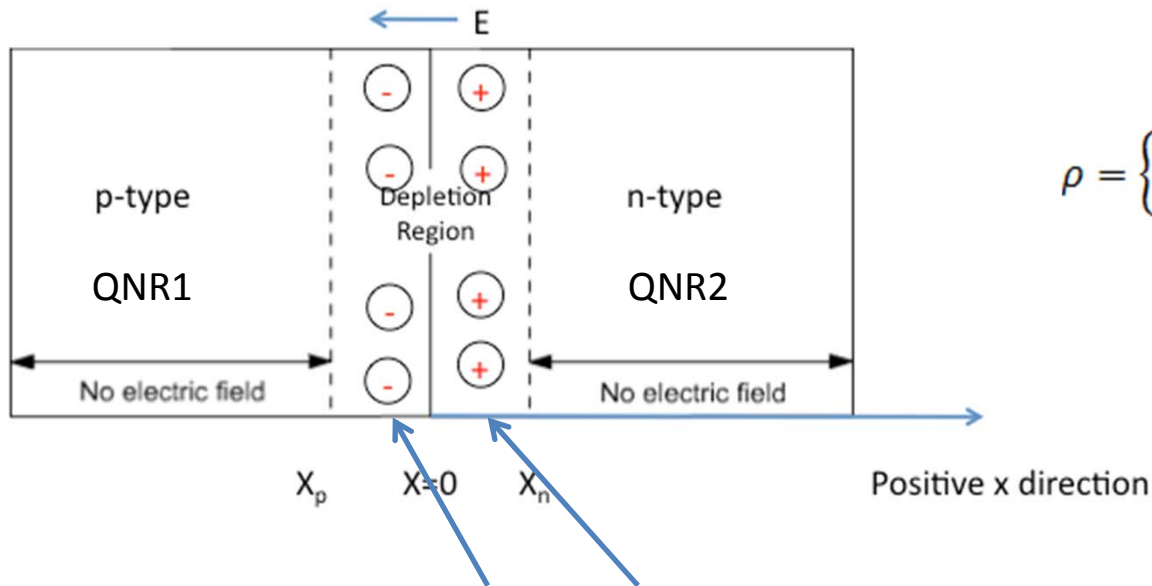 E
- +
- +
p-type Depletion n-type
Region
ρ = {
QNR1 QNR2
- +
- +
No electric field No electric field
Xp X=0 Xn Positive x direction